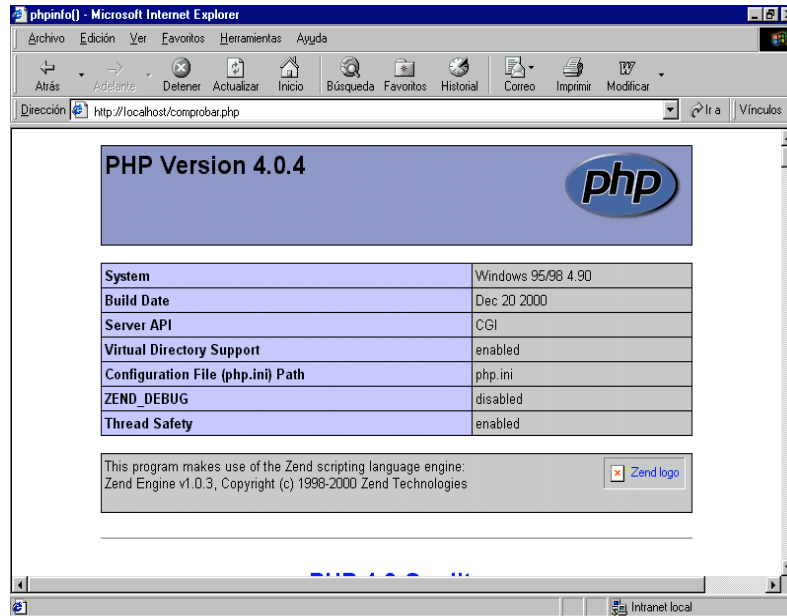 phpinfo() - Microsoft Internet Explorer
Archivo Edición Ver Favoritos Herramientas Ayuda
Atrás Adelante Detener Actualizar Inicio Búsqueda Favoritos Historial Correo Imprimir Modificar
Dirección http://localhost/comprobar.php Ir a Vínculos
PHP Version 4.0.4
php
System Windows 95/98 4.90
Build Date Dec 20 2000
Server API CGI
Virtual Directory Support enabled
Configuration File (php.ini) Path php.ini
ZEND_DEBUG disabled
Thread Safety enabled
This program makes use of the Zend scripting language engine:
Zend Engine v1.0.3, Copyright (c) 1998-2000 Zend Technologies
Zend logo
Intranet local